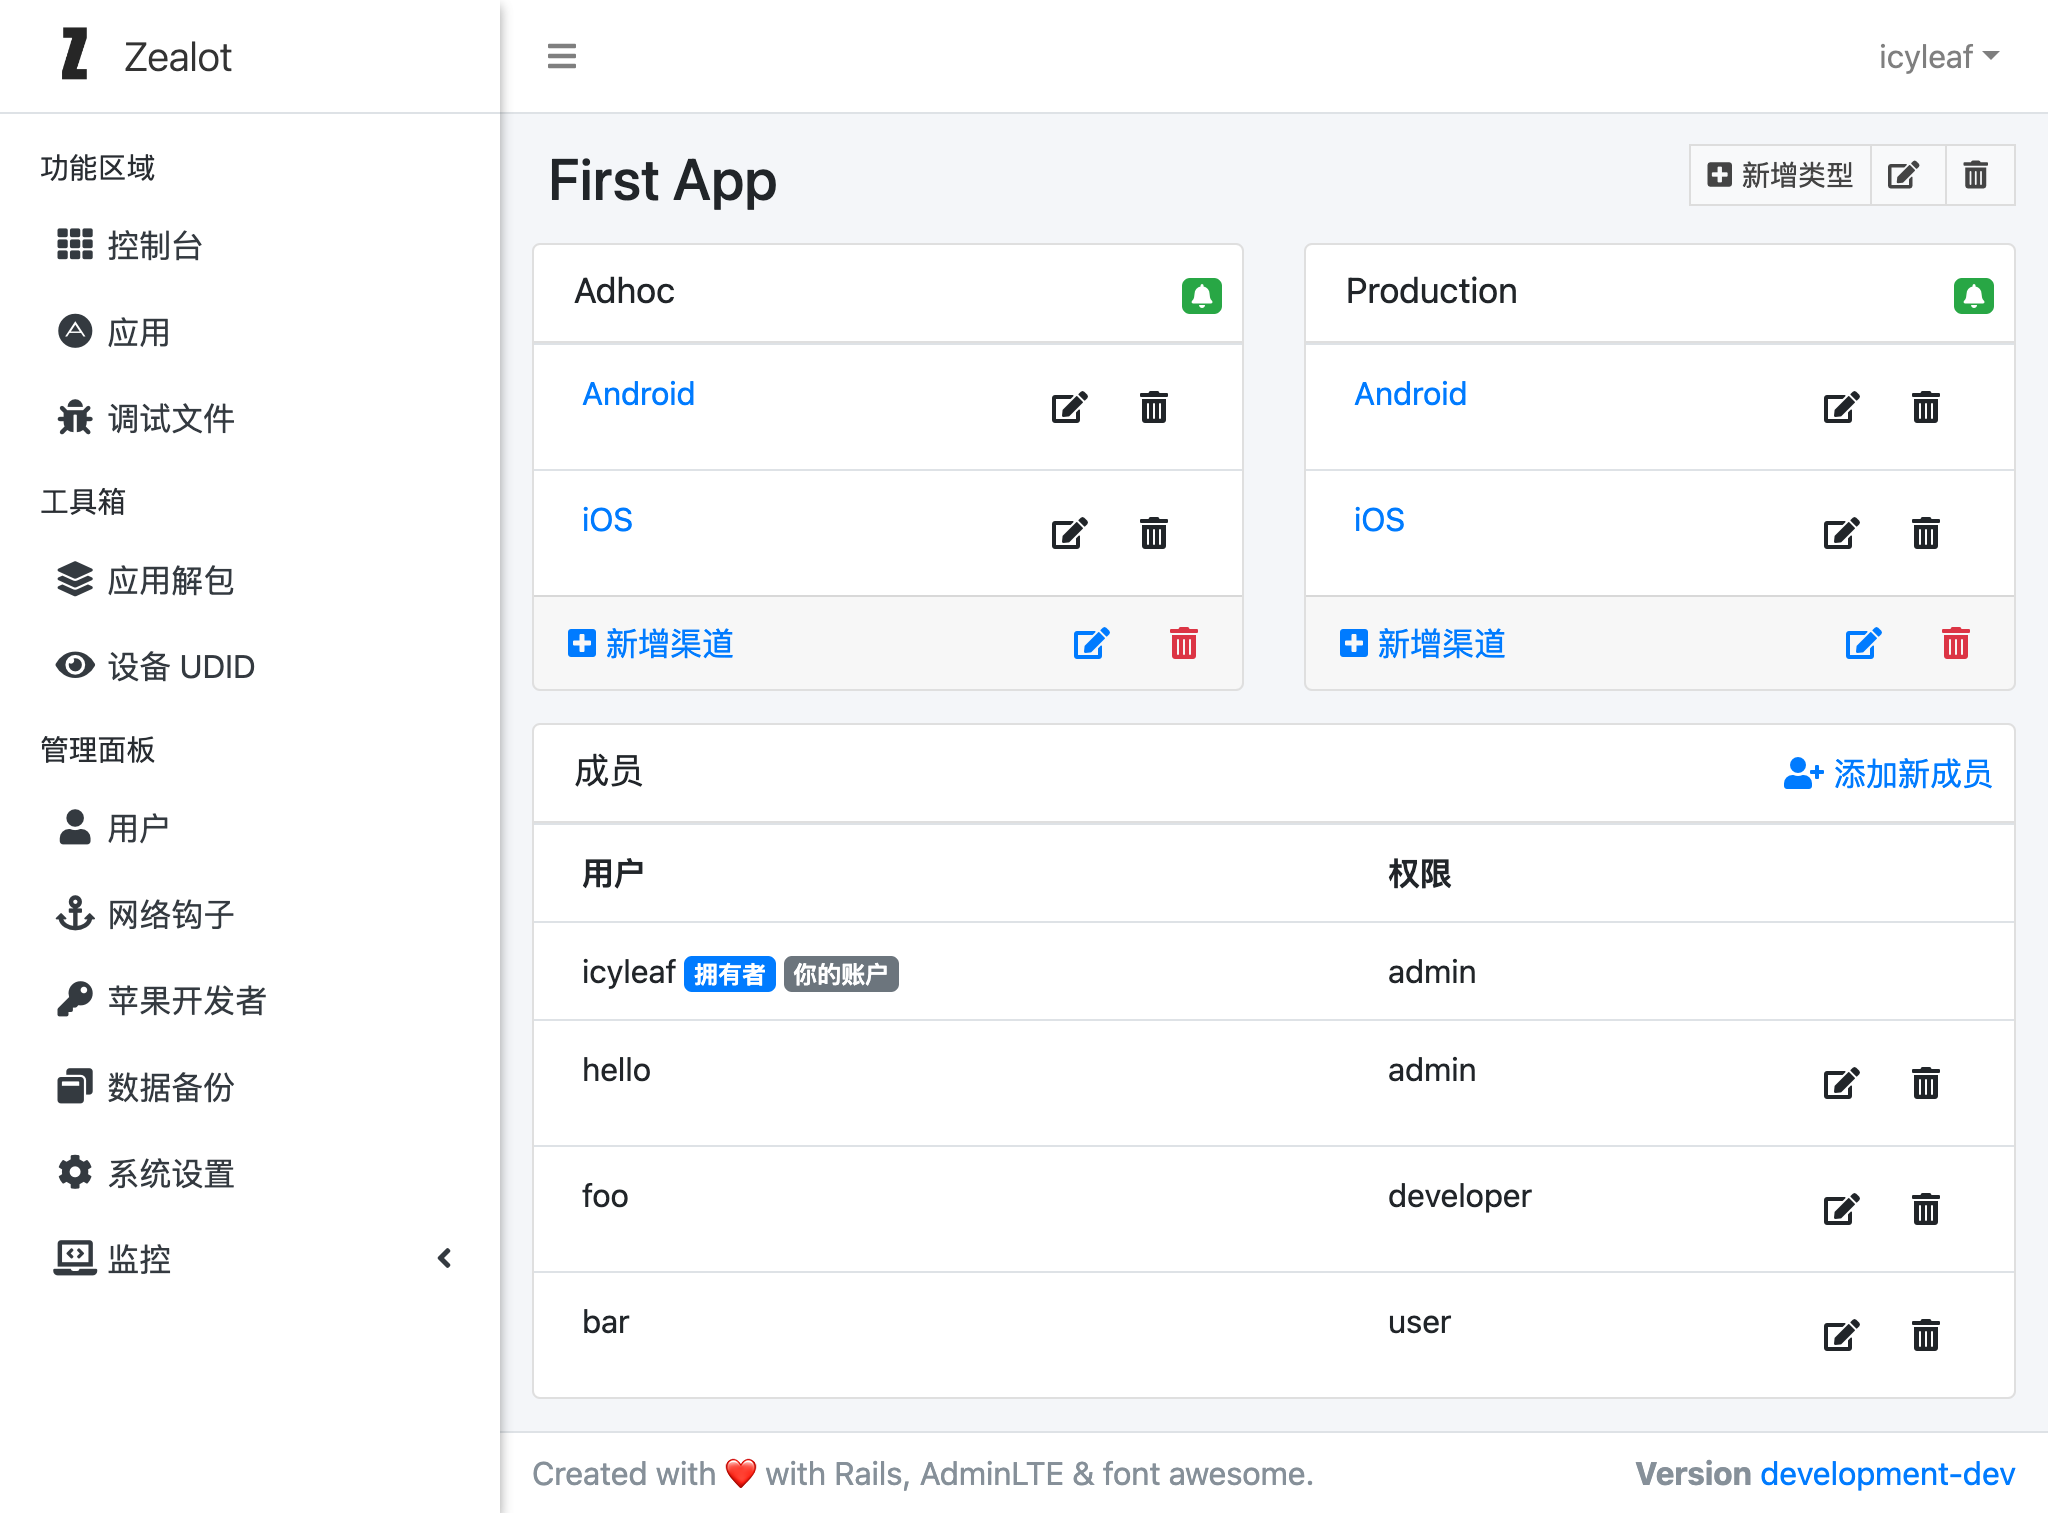 Zealot
功能区域
控制台
应用
调试文件
工具箱
应用解包
设备 UDID
管理面板
用户
网络钩子
苹果开发者
数据备份
系统设置
监控
icyleaf
First App
新增类型
Adhoc
Android
iOS
新增渠道
Production
Android
iOS
新增渠道
成员
添加新成员
用户 权限
icyleaf 拥有者 你的账户 admin
hello admin
foo developer
bar user
Created with ❤️ with Rails, AdminLTE & font awesome.
Version development-dev